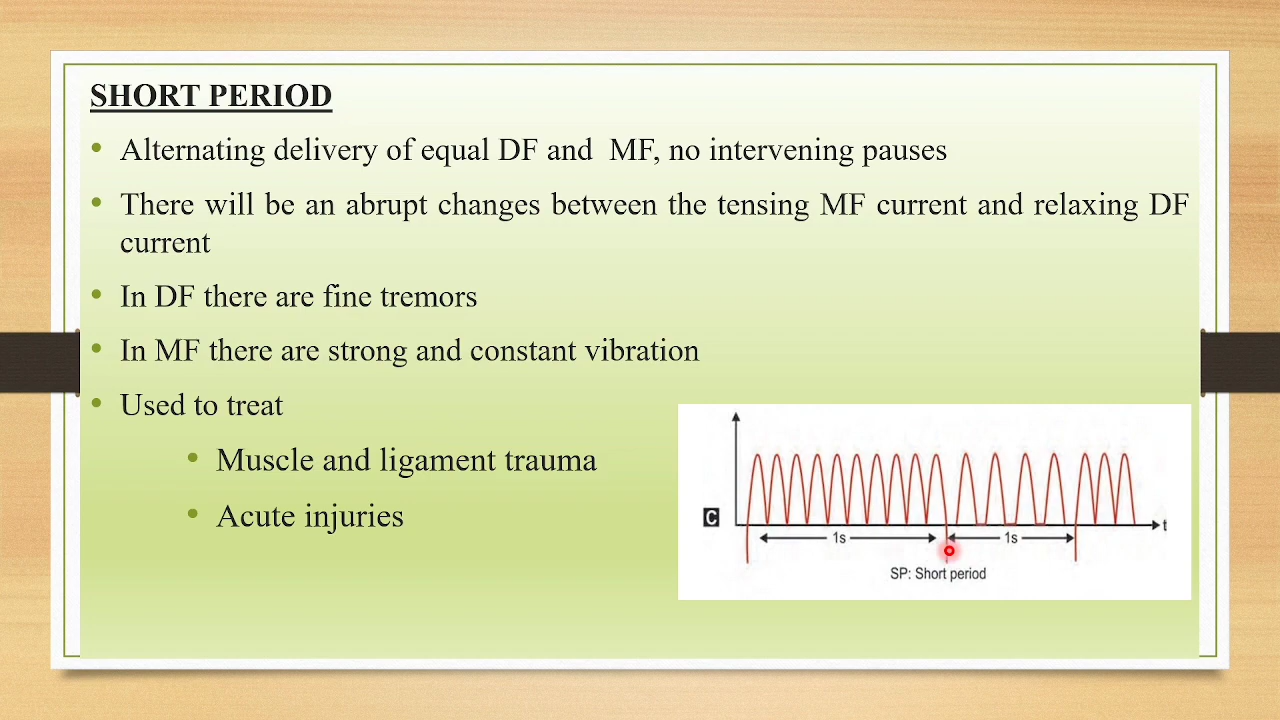 SHORT PERIOD
• Alternating delivery of equal DF and MF, no intervening pauses
• There will be an abrupt changes between the tensing MF current and relaxing DF
current
• In DF there are fine tremors
• In MF there are strong and constant vibration
• Used to treat
• Muscle and ligament trauma
• Acute injuries
C
t
1s
1s
SP: Short period